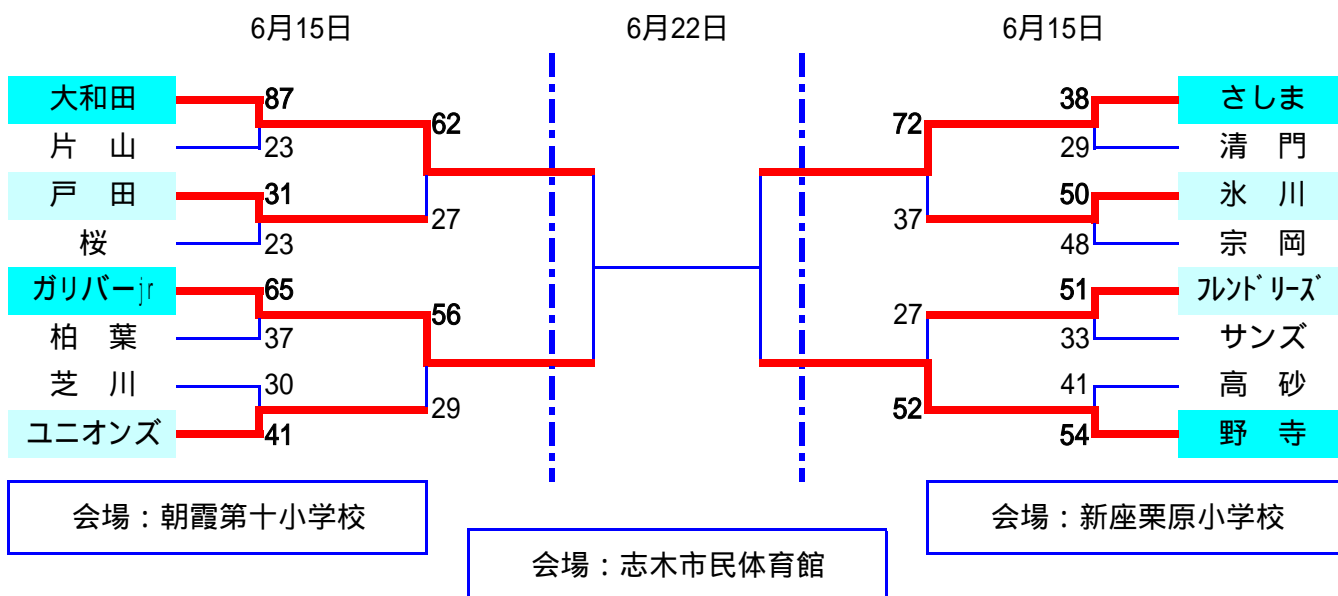 6月15日 6月22日 6月15日
大和田 87 38 さしま
62 72
片　山 23 29 清　門
戸　田 31 50 氷　川
27 37
桜 23 48 宗　岡
ガリバーjr 65 51 フレンドリーズ
56 27
柏　葉 37 33 サンズ
芝　川 30 41 高　砂
29 52
ユニオンズ 41 54 野　寺
会場：朝霞第十小学校 会場：新座栗原小学校
会場：志木市民体育館